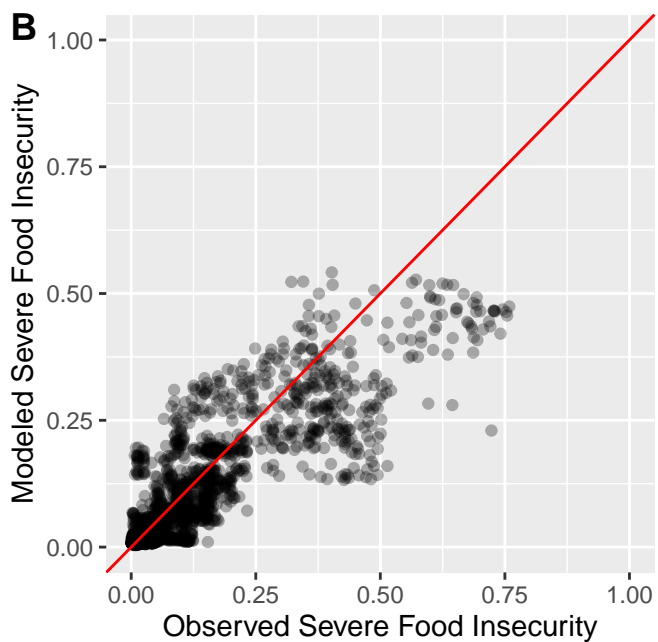 B
Modeled Severe Food Insecurity
1.00
0.75
0.50
0.25
0.00
0.00 0.25 0.50 0.75 1.00
Observed Severe Food Insecurity